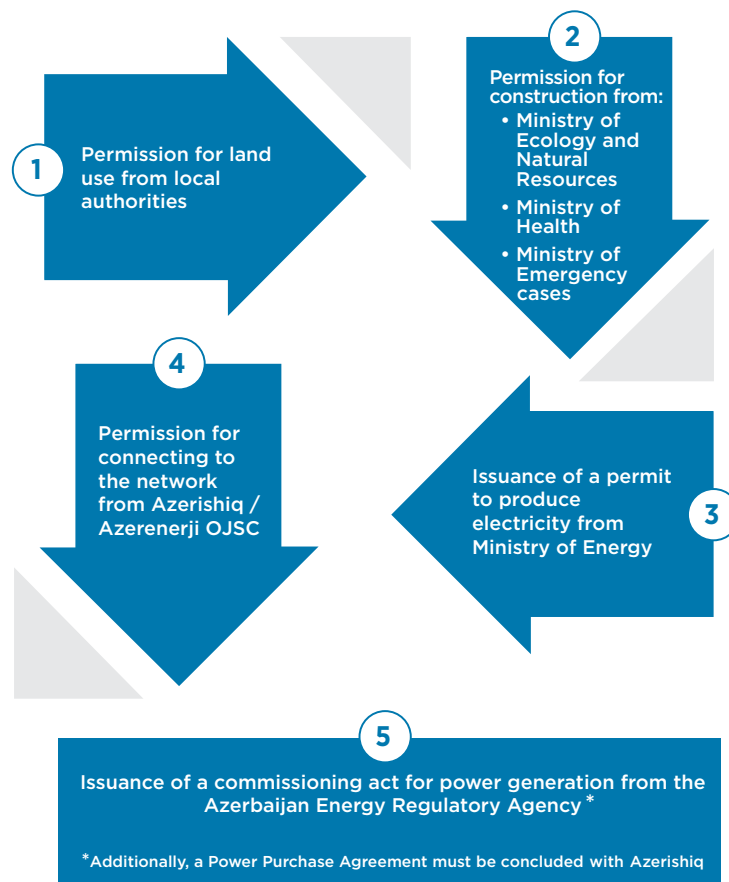 1
Permission for land
use from local
authorities
2
Permission for
construction from:
• Ministry of
Ecology and
Natural
Resources
• Ministry of
Health
• Ministry of
Emergency
cases
3
Issuance of a permit
to produce
electricity from
Ministry of Energy
4
Permission for
connecting to
the network
from Azerishiq /
Azerenerji OJSC
5
Issuance of a commissioning act for power generation from the
Azerbaijan Energy Regulatory Agency*
*Additionally, a Power Purchase Agreement must be concluded with Azerishiq